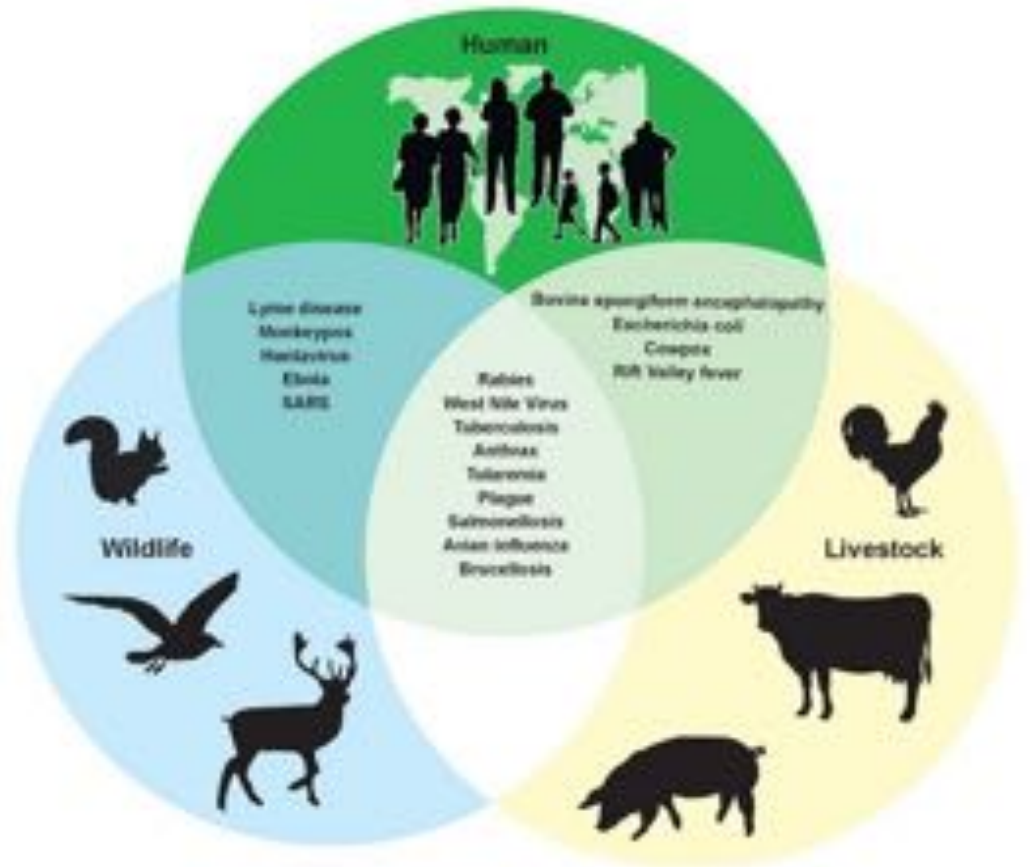 Human
Lyme disease
Monkeypox
Hantavirus
Ebola
SARS
Bovine spongiform encephalopathy
Escherichia coli
Cowpox
Rift Valley fever
Rabies
West Nile Virus
Tuberculosis
Anthrax
Tularemia
Plague
Salmonellosis
Avian influenza
Brucellosis
Wildlife
Livestock